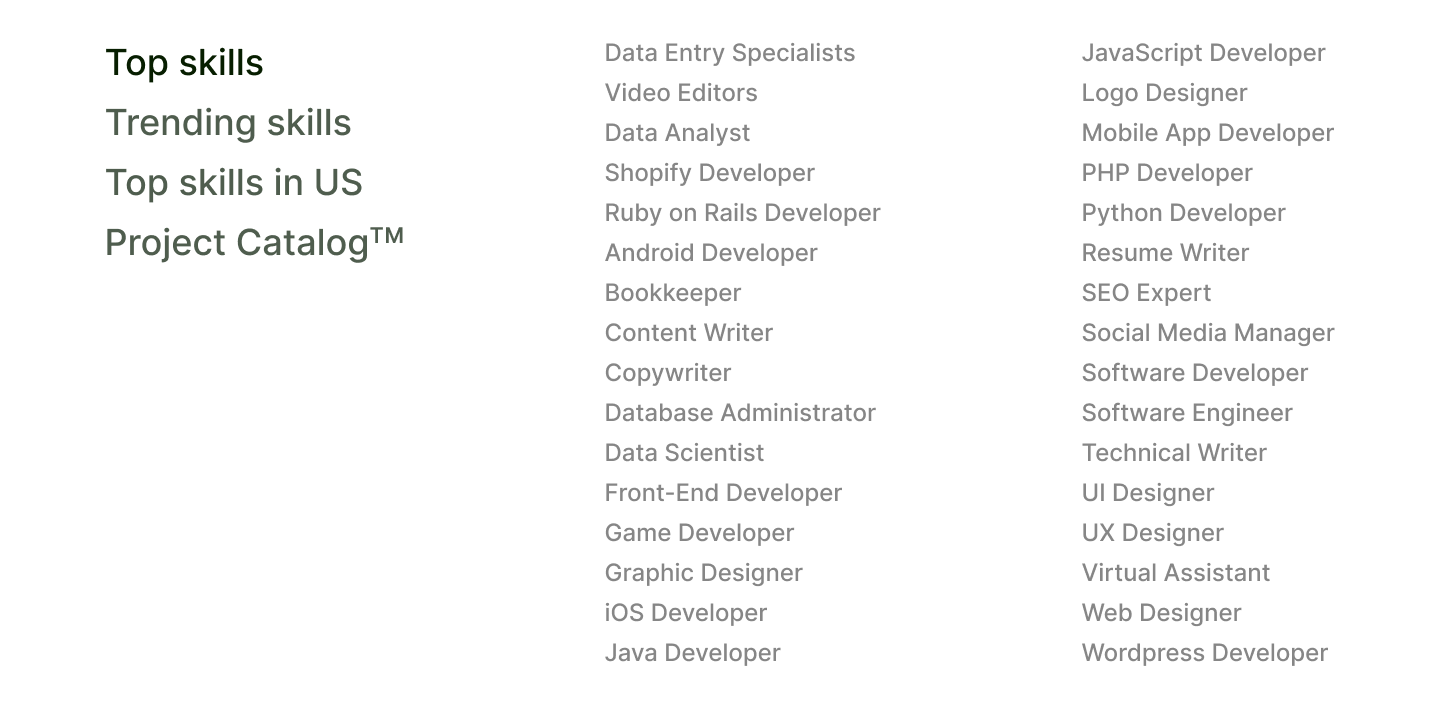 Top skills
Trending skills
Top skills in US
Project Catalog™
Data Entry Specialists
Video Editors
Data Analyst
Shopify Developer
Ruby on Rails Developer
Android Developer
Bookkeeper
Content Writer
Copywriter
Database Administrator
Data Scientist
Front-End Developer
Game Developer
Graphic Designer
iOS Developer
Java Developer
JavaScript Developer
Logo Designer
Mobile App Developer
PHP Developer
Python Developer
Resume Writer
SEO Expert
Social Media Manager
Software Developer
Software Engineer
Technical Writer
UI Designer
UX Designer
Virtual Assistant
Web Designer
Wordpress Developer